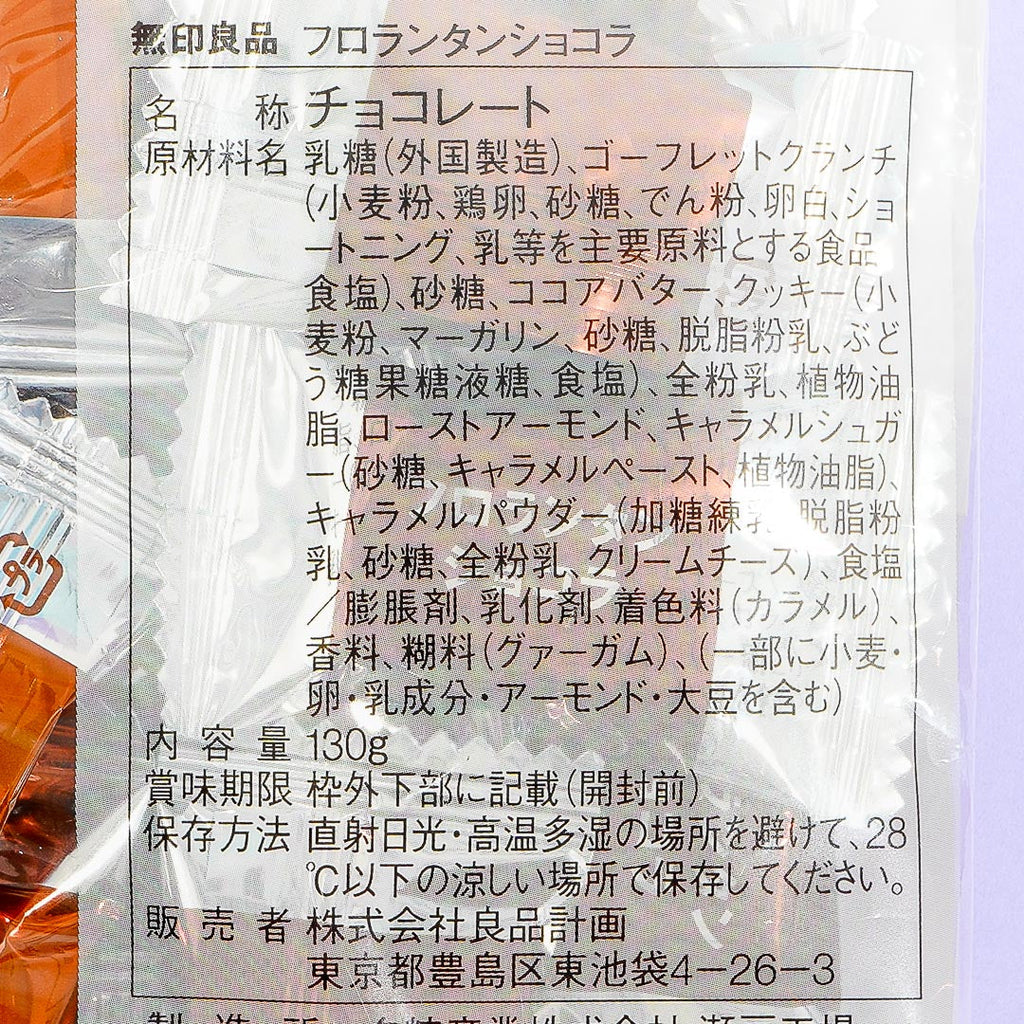 無印良品 フロランタンショコラ
名称 チョコレート
原材料名 乳糖(外国製造)、ゴーフレットクランチ
(小麦粉、鶏卵、砂糖、でん粉、卵白、ショ
ートニング、乳等を主要原料とする食品、
食塩)、砂糖、ココアバター、クッキー(小
麦粉、マーガリン、砂糖、脱脂粉乳、ぶど
う糖果糖液糖、食塩)、全粉乳、植物油
脂、ローストアーモンド、キャラメルシュガ
ー(砂糖、キャラメルペースト、植物油脂)、
キャラメルパウダー(加糖練乳、脱脂粉
乳、砂糖、全粉乳、クリームチーズ)、食塩
/膨脹剤、乳化剤、着色料(カラメル)、
香料、糊料(グァーガム)、(一部に小麦・
卵・乳成分・アーモンド・大豆を含む)
内容量 130g
賞味期限 枠外下部に記載(開封前)
保存方法 直射日光・高温多湿の場所を避けて、28
℃以下の涼しい場所で保存してください。
販売者 株式会社良品計画
東京都豊島区東池袋4-26-3
フロランタン
ショコラ
プラ